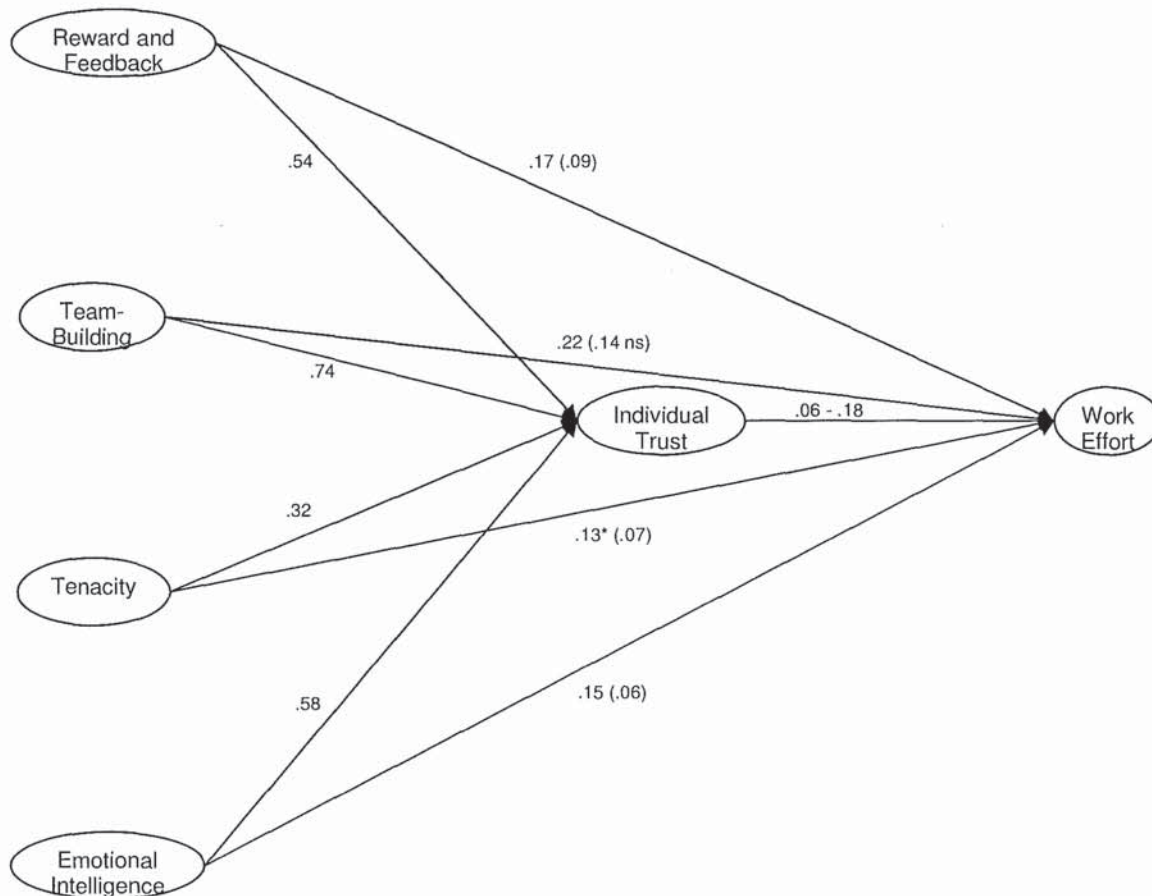 Reward and
Feedback
.54
.17 (.09)
Team-
Building
.74
.22 (.14 ns)
Individual
Trust
.06 - .18
Work
Effort
.32
.13* (.07)
Tenacity
.58
.15 (.06)
Emotional
Intelligence